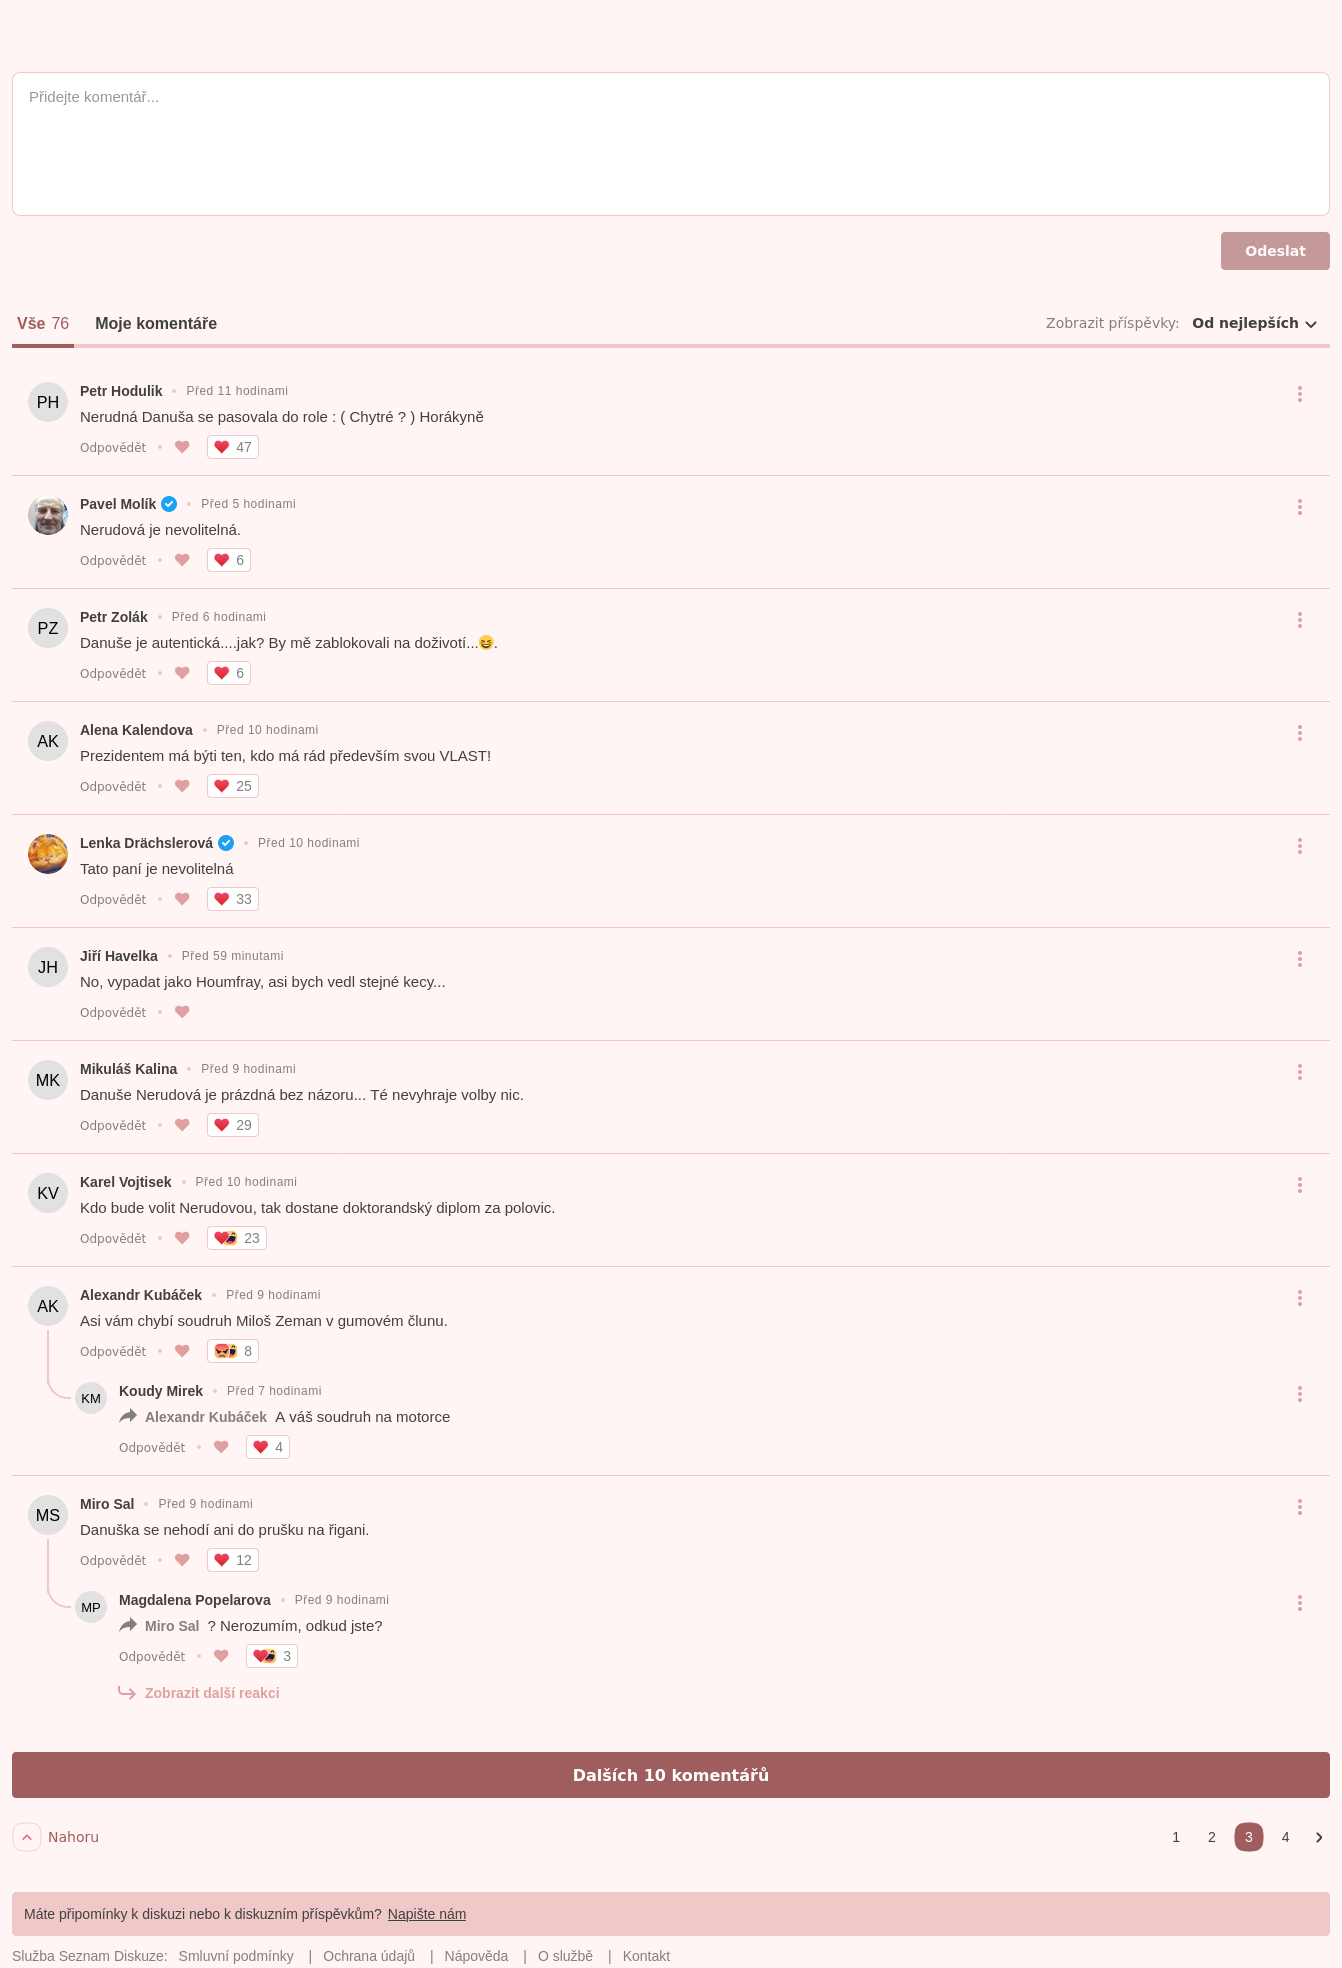 Přidejte komentář...
Odeslat
Vše 76 Moje komentáře Zobrazit příspěvky: Od nejlepších
PH Petr Hodulik • Před 11 hodinami
Nerudná Danuša se pasovala do role : ( Chytré ? ) Horákyně
Odpovědět • 47
Pavel Molík • Před 5 hodinami
Nerudová je nevolitelná.
Odpovědět • 6
PZ Petr Zolák • Před 6 hodinami
Danuše je autentická....jak? By mě zablokovali na doživotí...😆.
Odpovědět • 6
AK Alena Kalendova • Před 10 hodinami
Prezidentem má býti ten, kdo má rád především svou VLAST!
Odpovědět • 25
Lenka Drächslerová • Před 10 hodinami
Tato paní je nevolitelná
Odpovědět • 33
JH Jiří Havelka • Před 59 minutami
No, vypadat jako Houmfray, asi bych vedl stejné kecy...
Odpovědět •
MK Mikuláš Kalina • Před 9 hodinami
Danuše Nerudová je prázdná bez názoru... Té nevyhraje volby nic.
Odpovědět • 29
KV Karel Vojtisek • Před 10 hodinami
Kdo bude volit Nerudovou, tak dostane doktorandský diplom za polovic.
Odpovědět • 23
AK Alexandr Kubáček • Před 9 hodinami
Asi vám chybí soudruh Miloš Zeman v gumovém člunu.
Odpovědět • 8
KM Koudy Mirek • Před 7 hodinami
Alexandr Kubáček A váš soudruh na motorce
Odpovědět • 4
MS Miro Sal • Před 9 hodinami
Danuška se nehodí ani do prušku na řigani.
Odpovědět • 12
MP Magdalena Popelarova • Před 9 hodinami
Miro Sal ? Nerozumím, odkud jste?
Odpovědět • 3
Zobrazit další reakci
Dalších 10 komentářů
Nahoru 1 2 3 4
Máte připomínky k diskuzi nebo k diskuzním příspěvkům? Napište nám
Služba Seznam Diskuze: Smluvní podmínky | Ochrana údajů | Nápověda | O službě | Kontakt